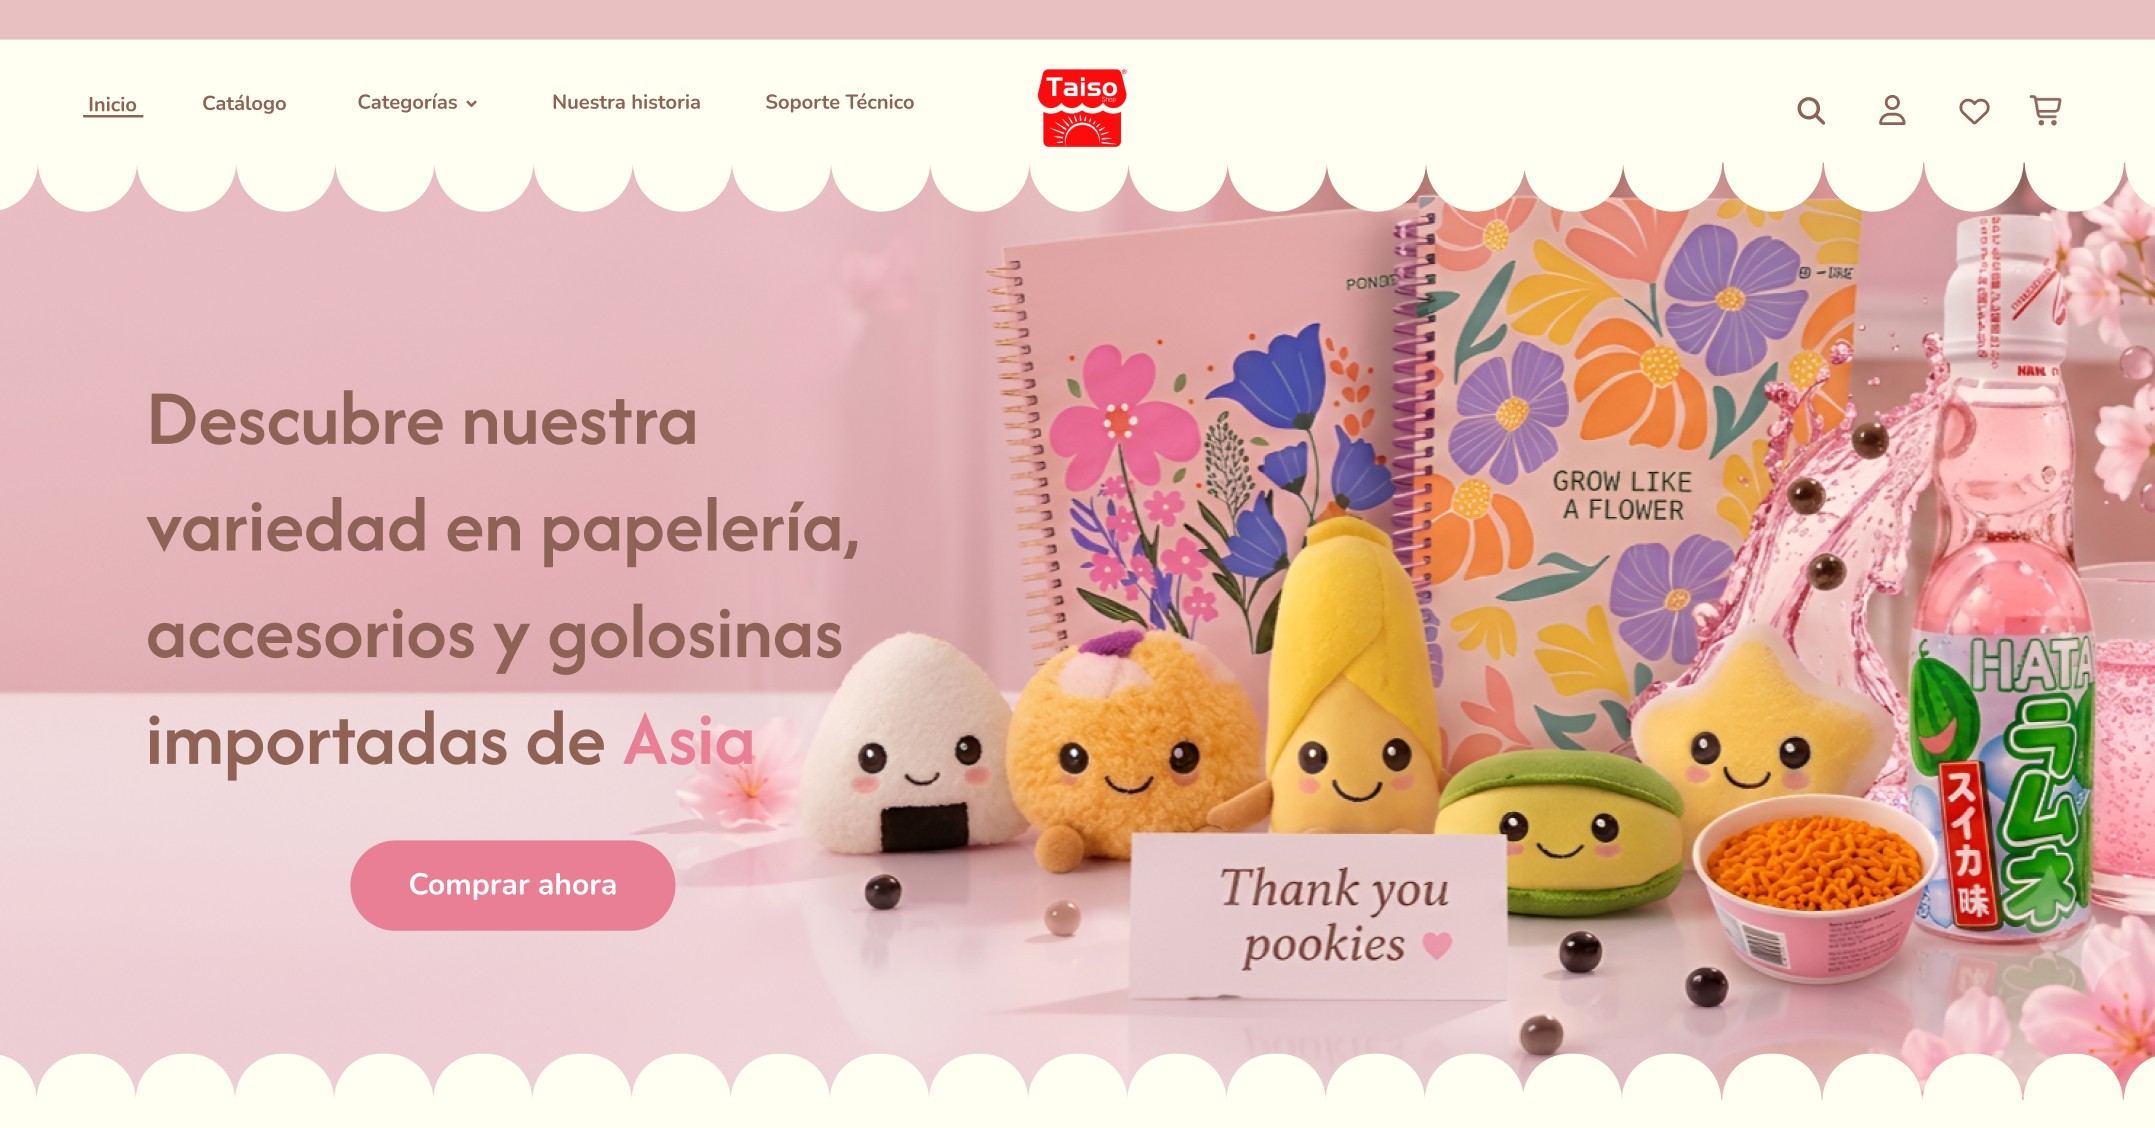 Inicio
Catálogo
Categorías
Nuestra historia
Soporte Técnico
Taiso
Shop
Descubre nuestra
variedad en papelería,
accesorios y golosinas
importadas de Asia
Comprar ahora
GROW LIKE
A FLOWER
Thank you
pookies
HATA
ラムネ
スイカ味